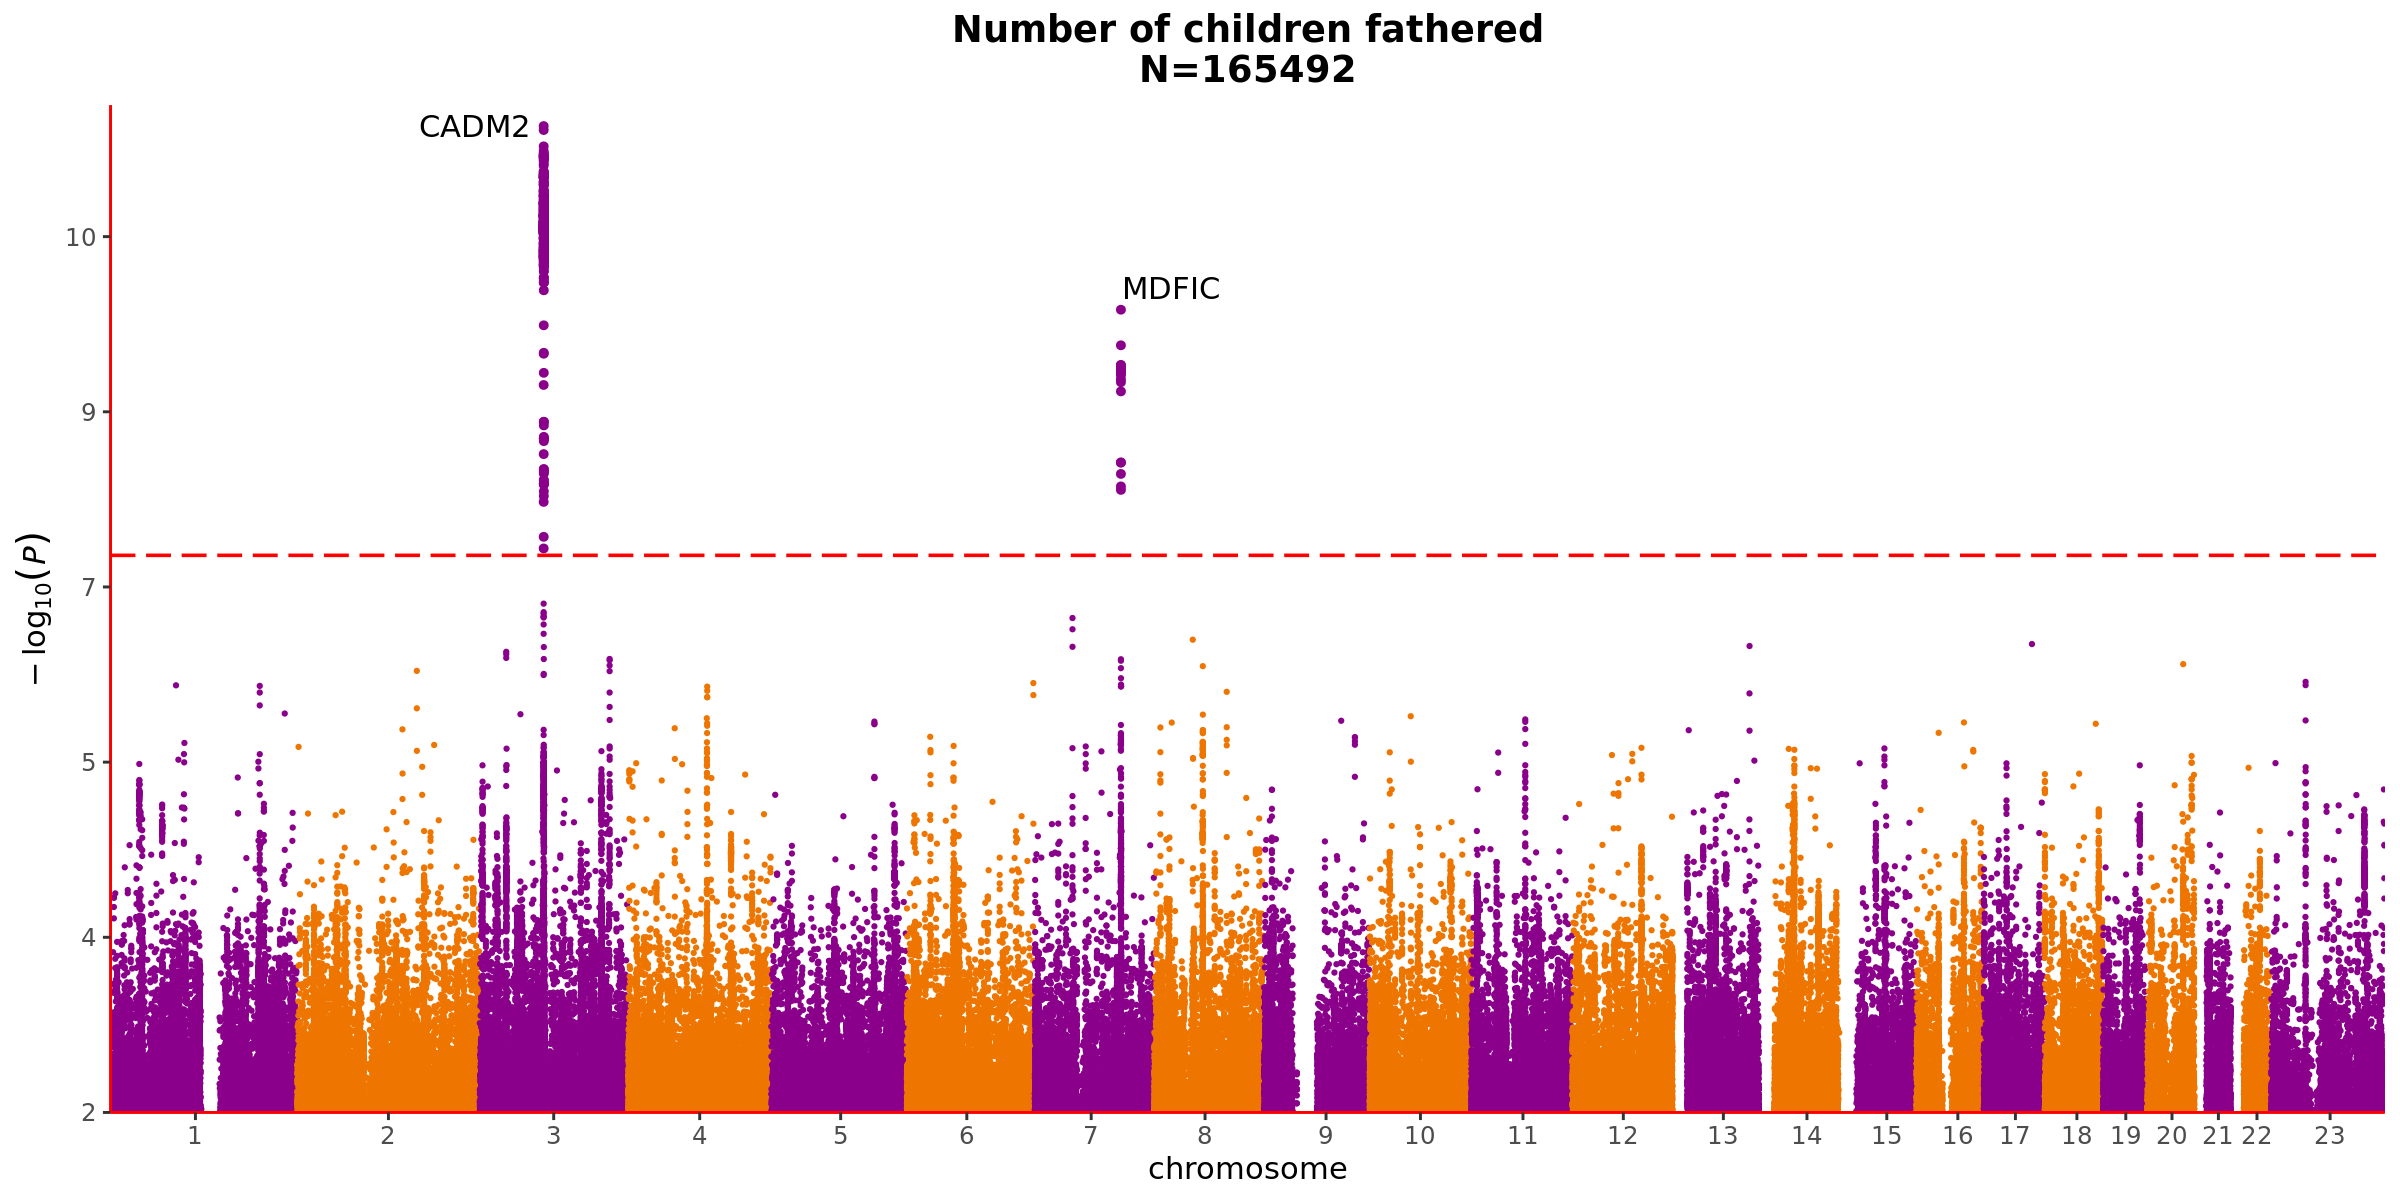 Number of children fathered
N=165492
CADM2
MDFIC
10
9
7
5
4
2
−log₁₀(P)
1 2 3 4 5 6 7 8 9 10 11 12 13 14 15 16 17 18 19 20 21 22 23
chromosome